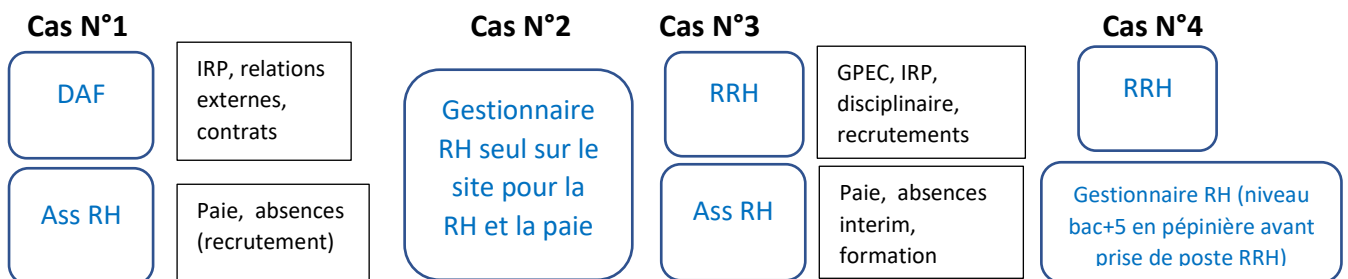 Cas N°1
DAF
IRP, relations
externes,
contrats
Ass RH
Paie, absences
(recrutement)
Cas N°2
Gestionnaire
RH seul sur le
site pour la
RH et la paie
Cas N°3
RRH
GPEC, IRP,
disciplinaire,
recrutements
Ass RH
Paie, absences
interim,
formation
Cas N°4
RRH
Gestionnaire RH (niveau
bac+5 en pépinière avant
prise de poste RRH)